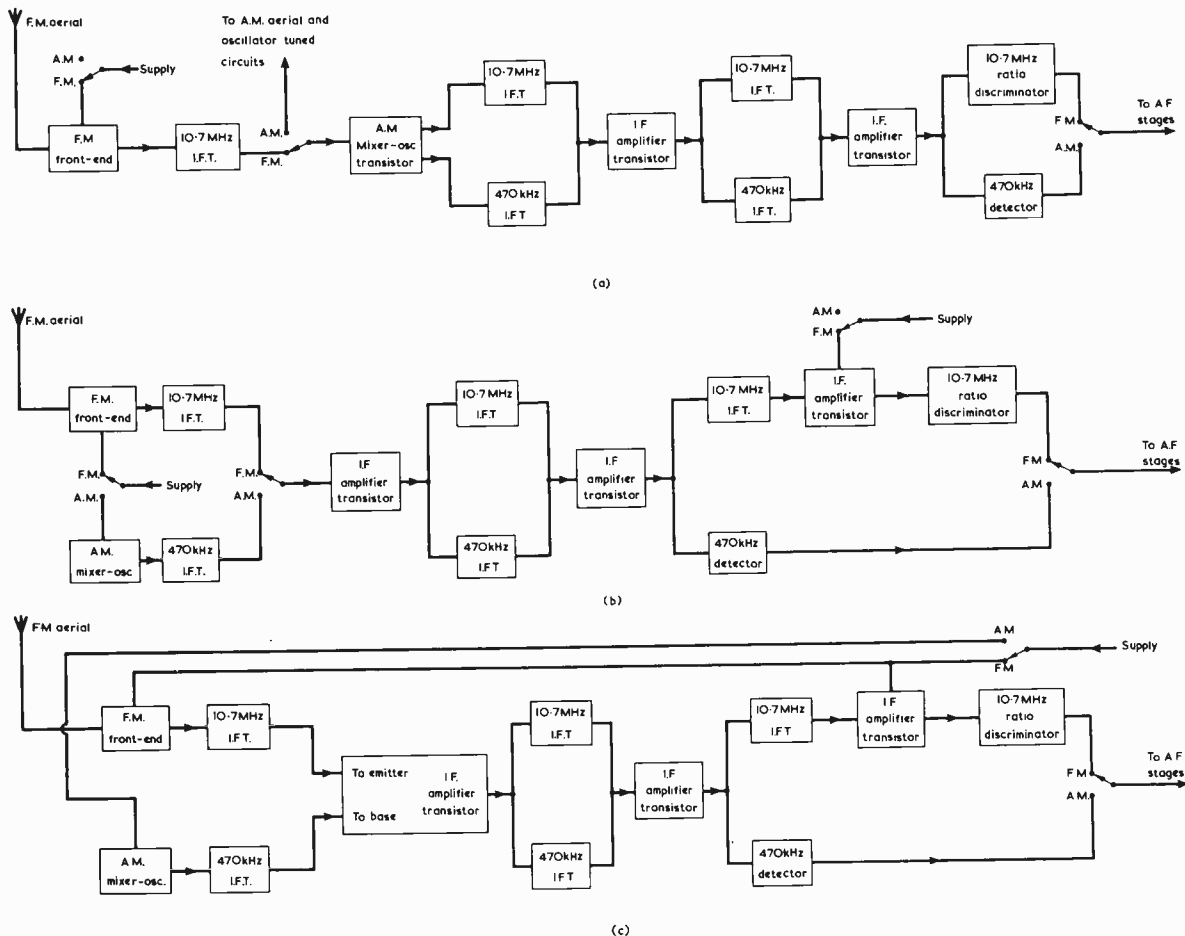 F.M. aerial
To A.M. aerial and
oscillator tuned
circuits
A.M
F.M.
Supply
F.M
front-end
10.7MHz
I.F.T.
A.M.
F.M.
A.M
Mixer-osc
transistor
10.7MHz
I.F.T
470kHz
I.F.T
I.F
amplifier
transistor
10.7MHz
I.F.T.
470kHz
I.F.T.
I.F.
amplifier
transistor
10.7MHz
ratio
discriminator
470kHz
detector
F M
A.M.
To A F
stages
(a)
F.M. aerial
F.M.
front-end
10.7MHz
I.F.T.
F.M.
A.M.
Supply
A.M.
mixer-osc
470kHz
I.F.T.
F.M.
A.M.
I.F
amplifier
transistor
10.7MHz
I.F.T
470kHz
I.F.T
I.F
amplifier
transistor
10.7MHz
I.F.T.
A.M
F.M
Supply
I.F.
amplifier
transistor
10.7MHz
ratio
discriminator
470kHz
detector
F.M
A.M
To A.F
stages
(b)
F M aerial
A M
F M
Supply
F.M.
front-end
10.7MHz
I.F.T.
A.M.
mixer-osc.
470kHz
I.F.T.
To emitter
To base
I F.
amplifier
transistor
10.7MHz
I.F.T
470kHz
I F T
I.F
amplifier
transistor
10.7MHz
I.F.T
I F
amplifier
transistor
10.7MHz
ratio
discriminator
470kHz
detector
F M
A.M.
To A F
stages
(c)